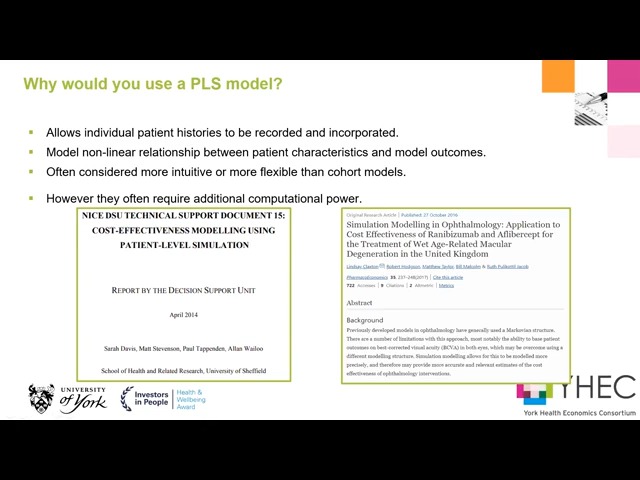 Why would you use a PLS model?
▪ Allows individual patient histories to be recorded and incorporated.
▪ Model non-linear relationship between patient characteristics and model outcomes.
▪ Often considered more intuitive or more flexible than cohort models.
▪ However they often require additional computational power.
NICE DSU TECHNICAL SUPPORT DOCUMENT 15:
COST-EFFECTIVENESS MODELLING USING
PATIENT-LEVEL SIMULATION
REPORT BY THE DECISION SUPPORT UNIT
April 2014
Sarah Davis, Matt Stevenson, Paul Tappenden, Allan Wailoo
School of Health and Related Research, University of Sheffield
Original Research Article | Published: 27 October 2016
Simulation Modelling in Ophthalmology: Application to
Cost Effectiveness of Ranibizumab and Aflibercept for
the Treatment of Wet Age-Related Macular
Degeneration in the United Kingdom
Lindsay Claxton, Robert Hodgson, Matthew Taylor, Bill Malcolm & Ruth Pulikottil Jacob
Pharmacoeconomics 35, 237–248(2017) | Cite this article
722 Accesses | 9 Citations | 2 Altmetric | Metrics
Abstract
Background
Previously developed models in ophthalmology have generally used a Markovian structure.
There are a number of limitations with this approach, most notably the ability to base patient
outcomes on best-corrected visual acuity (BCVA) in both eyes, which may be overcome using a
different modelling structure. Simulation modelling allows for this to be modelled more
precisely, and therefore may provide more accurate and relevant estimates of the cost
effectiveness of ophthalmology interventions.
UNIVERSITY
of York
Investors
in People
Health &
Wellbeing
Award
YHEC
York Health Economics Consortium